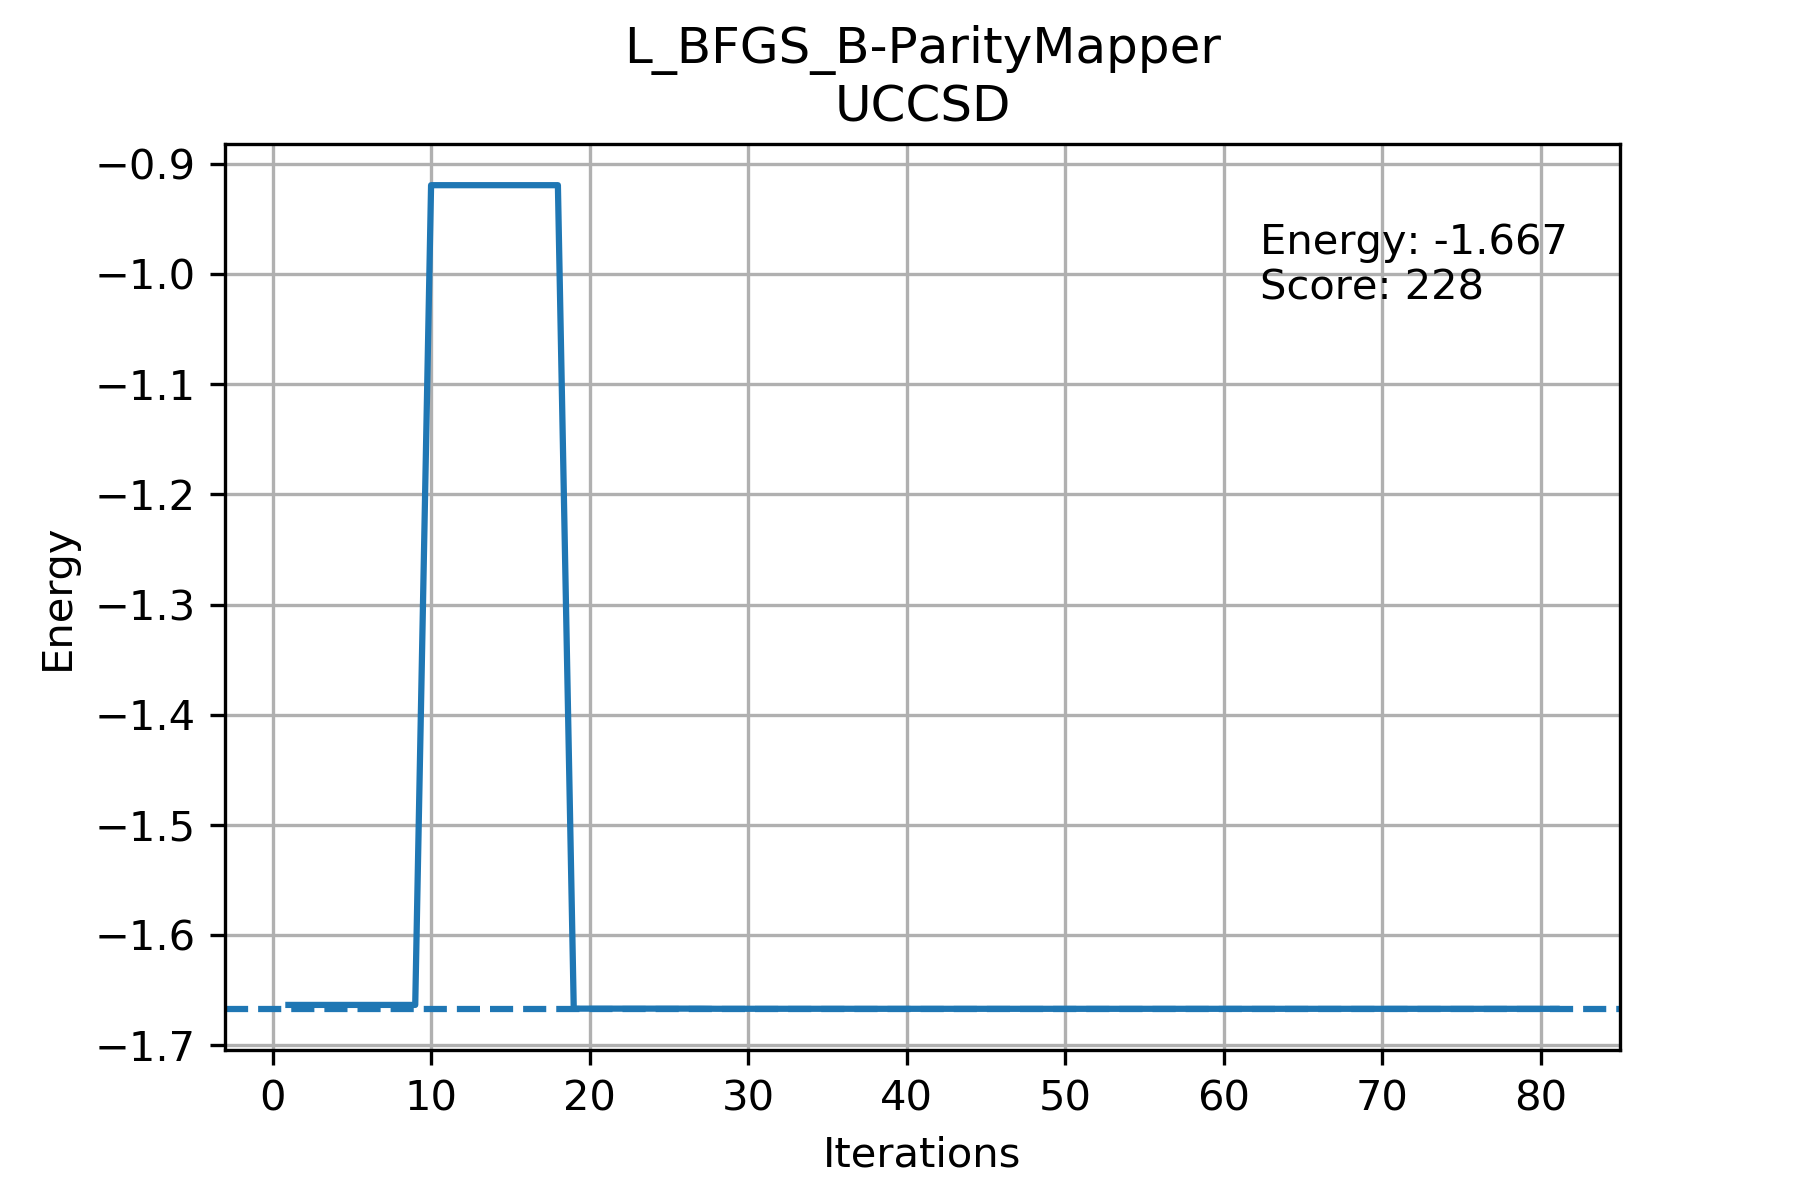 L_BFGS_B-ParityMapper
UCCSD
−0.9
−1.0
−1.1
−1.2
−1.3
−1.4
−1.5
−1.6
−1.7
Energy
Energy: -1.667
Score: 228
0 10 20 30 40 50 60 70 80
Iterations